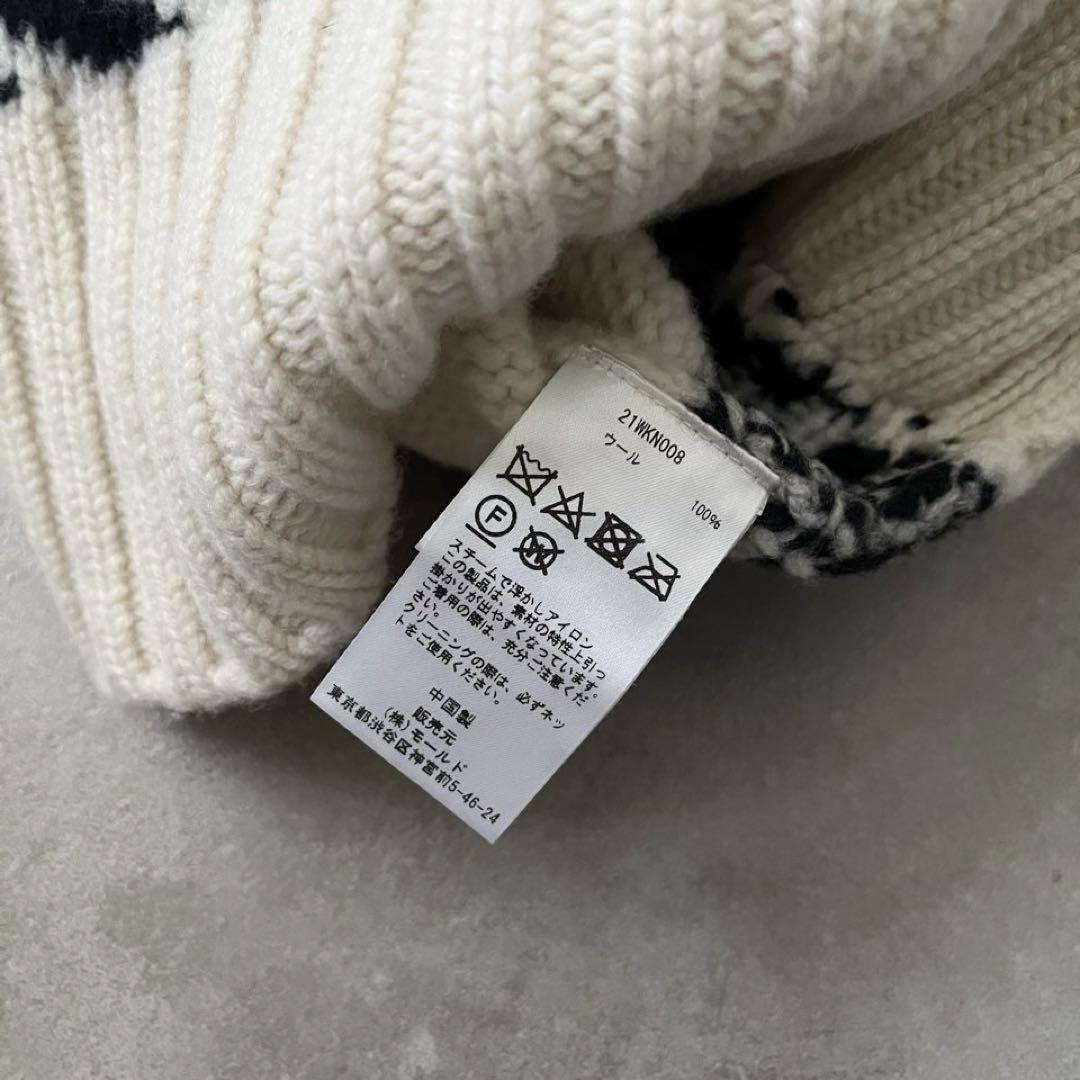 21WKN008
ウール 100%
F
W
スチームで浮かしアイロン
この製品は、素材の特性上引っ
掛かりが出やすくなっています。
ご着用の際は、充分ご注意くだ
さい。
クリーニングの際は、必ずネッ
トをご使用ください。
中国製
販売元
(株)モールド
東京都渋谷区神宮前5-46-24